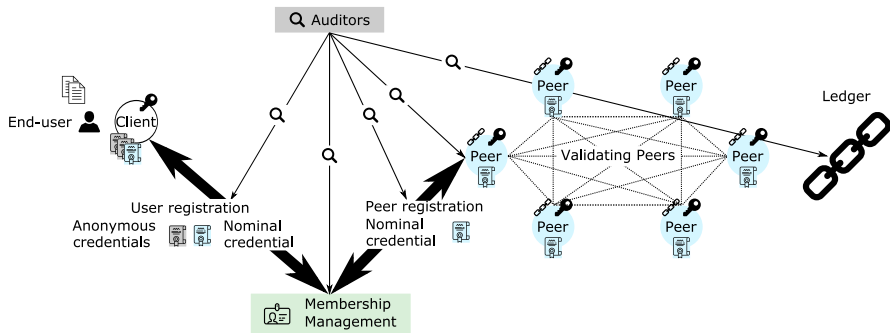 Auditors
Peer
Peer
Ledger
End-user
Client
Peer
Validating Peers
Peer
User registration
Anonymous
credentials
Nominal
credential
Peer registration
Nominal
credential
Peer
Peer
Membership
Management